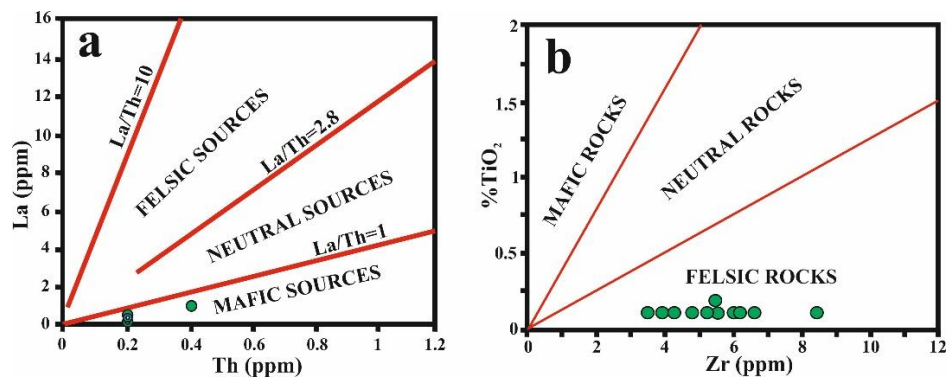 a
16
14
12
10
8
6
4
2
0
La (ppm)
La/Th=10
FELSIC SOURCES
La/Th=2.8
NEUTRAL SOURCES
La/Th=1
MAFIC SOURCES
0
0.2
0.4
0.6
0.8
1.0
1.2
Th (ppm)
b
2
1.5
1
0.5
0
%TiO₂
MAFIC ROCKS
NEUTRAL ROCKS
FELSIC ROCKS
0
2
4
6
8
10
12
Zr (ppm)